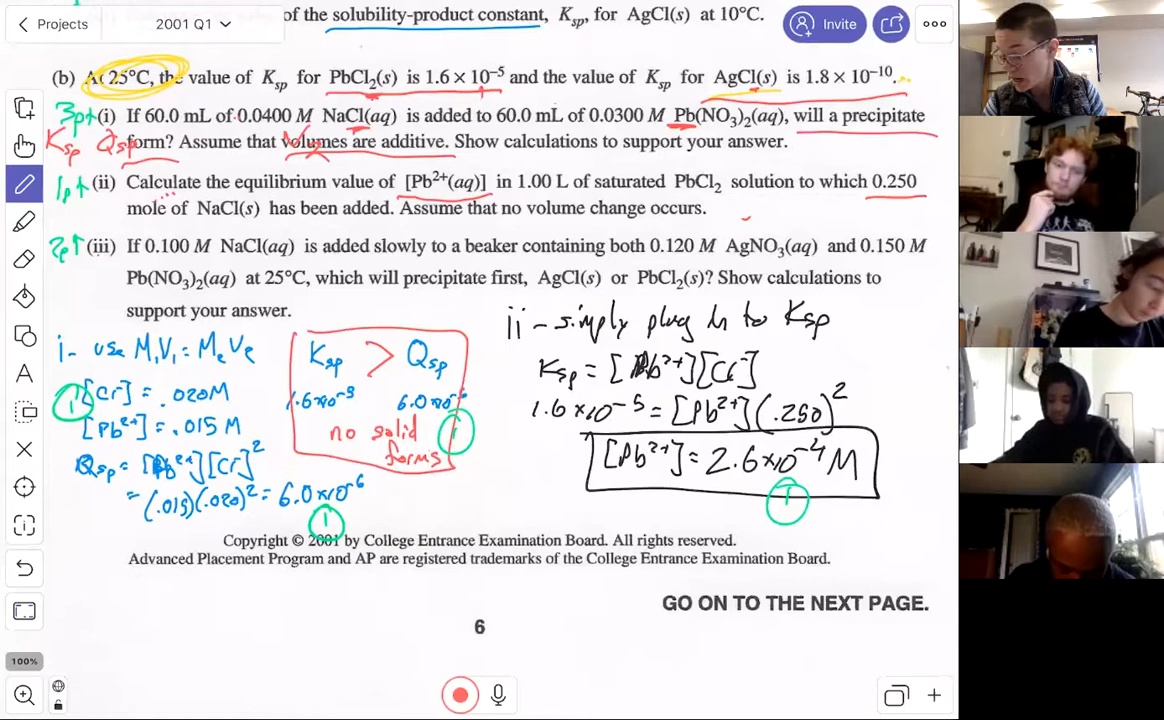 Projects
2001 Q1
of the solubility-product constant, Ksp, for AgCl(s) at 10°C.
Invite
(b) At 25°C, the value of Ksp for PbCl2(s) is 1.6 × 10−5 and the value of Ksp for AgCl(s) is 1.8 × 10−10.
3pt (i) If 60.0 mL of 0.0400 M NaCl(aq) is added to 60.0 mL of 0.0300 M Pb(NO3)2(aq), will a precipitate
Ksp Qsp form? Assume that volumes are additive. Show calculations to support your answer.
1pt (ii) Calculate the equilibrium value of [Pb2+(aq)] in 1.00 L of saturated PbCl2 solution to which 0.250
mole of NaCl(s) has been added. Assume that no volume change occurs.
2pt (iii) If 0.100 M NaCl(aq) is added slowly to a beaker containing both 0.120 M AgNO3(aq) and 0.150 M
Pb(NO3)2(aq) at 25°C, which will precipitate first, AgCl(s) or PbCl2(s)? Show calculations to
support your answer.
i- use M1V1 = M2V2
1 [Cl-] = .020M
[Pb2+] = .015 M
Qsp = [Pb2+][Cl-]2
= (.015)(.020)2 = 6.0x10-6
1
Ksp > Qsp
1.6x10-5 6.0x10-6
no solid forms
1
ii - simply plug in to Ksp
Ksp = [Pb2+][Cl-]
1.6x10-5 = [Pb2+](.250)2
[Pb2+] = 2.6x10-4 M
1
Copyright © 2001 by College Entrance Examination Board. All rights reserved.
Advanced Placement Program and AP are registered trademarks of the College Entrance Examination Board.
GO ON TO THE NEXT PAGE.
6
100%